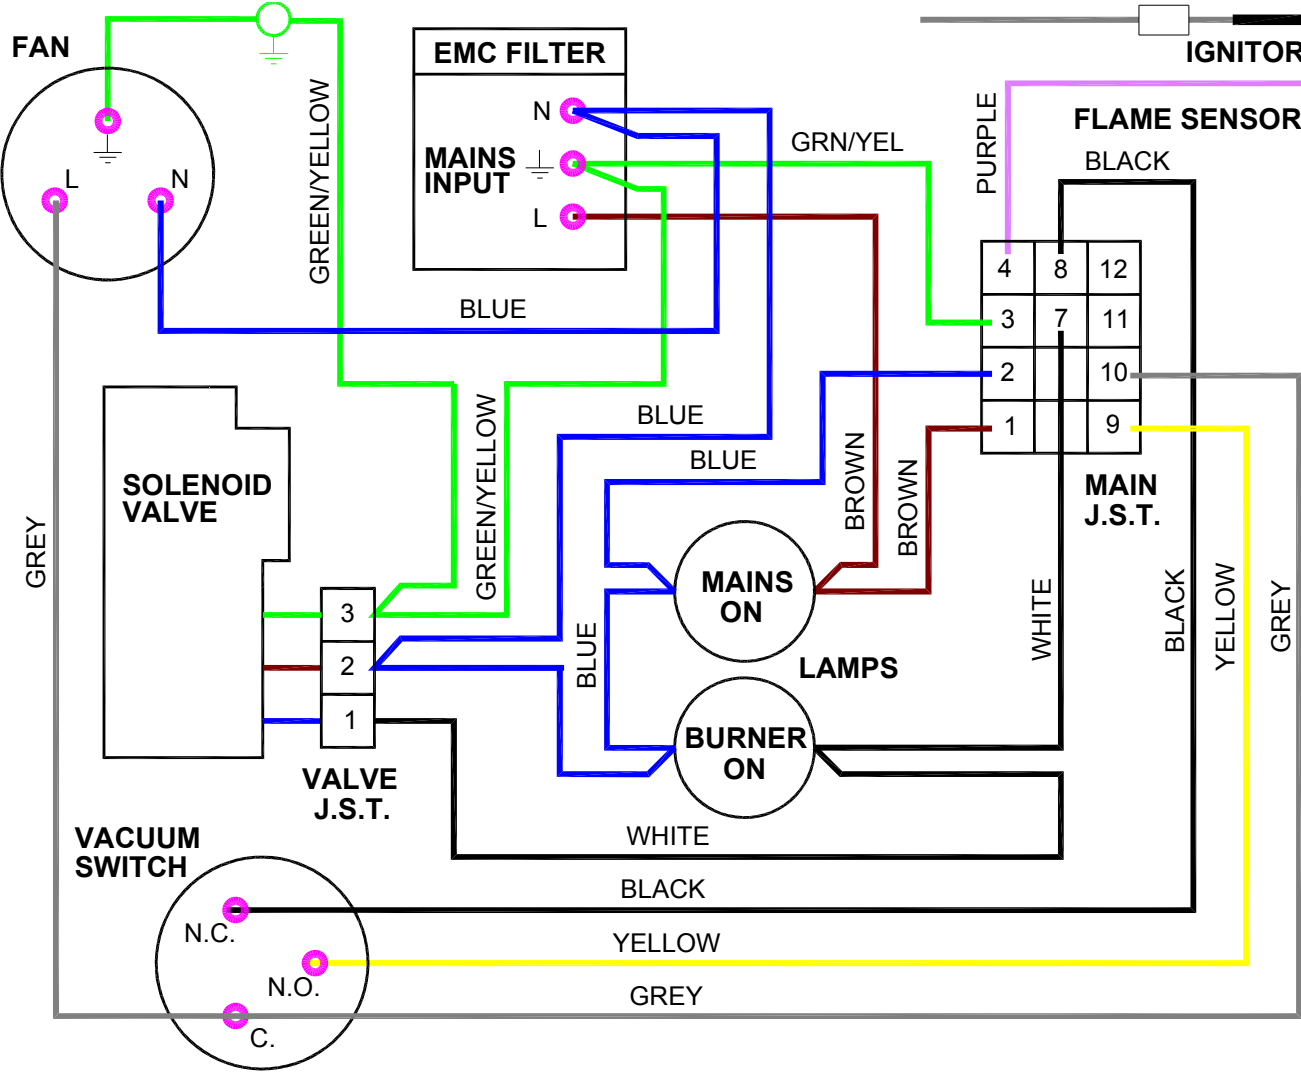 FAN
L
N
GREEN/YELLOW
EMC FILTER
N
MAINS
INPUT
L
GRN/YEL
IGNITOR
PURPLE
FLAME SENSOR
BLACK
4
8
12
3
7
11
2
10
1
9
MAIN
J.S.T.
BLUE
BLUE
BLUE
GREEN/YELLOW
BROWN
BROWN
SOLENOID
VALVE
GREY
3
2
1
VALVE
J.S.T.
BLUE
MAINS
ON
LAMPS
BURNER
ON
WHITE
BLACK
YELLOW
GREY
WHITE
VACUUM
SWITCH
N.C.
N.O.
C.
BLACK
YELLOW
GREY